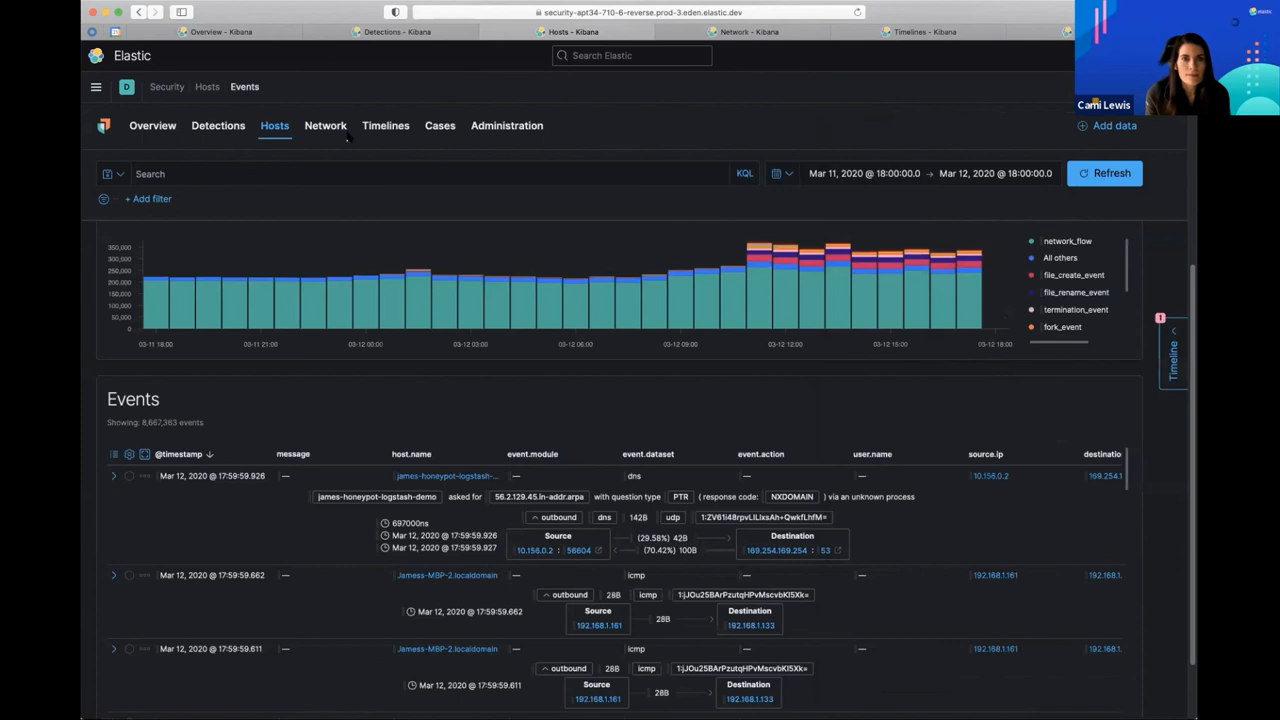 security-apt34-710-6-reverse.prod-3.eden.elastic.dev
elastic
Overview - Kibana
Detections - Kibana
Hosts - Kibana
Network - Kibana
Timelines - Kibana
Elastic
Search Elastic
Cami Lewis
D Security Hosts Events
Overview Detections Hosts Network Timelines Cases Administration
Add data
Search
KQL
Mar 11, 2020 @ 18:00:00.0 → Mar 12, 2020 @ 18:00:00.0
Refresh
+ Add filter
350,000
300,000
250,000
200,000
150,000
100,000
50,000
0
03-11 18:00 03-11 21:00 03-12 00:00 03-12 03:00 03-12 06:00 03-12 09:00 03-12 12:00 03-12 15:00 03-12 18:00
network_flow
All others
file_create_event
file_rename_event
termination_event
fork_event
1
Timeline
Events
Showing: 8,667,363 events
@timestamp message host.name event.module event.dataset event.action user.name source.ip destinatio
Mar 12, 2020 @ 17:59:59.926 — james-honeypot-logstash-... — dns — — 10.156.0.2 169.254.1
james-honeypot-logstash-demo asked for 56.2.129.45.in-addr.arpa with question type PTR ( response code: NXDOMAIN ) via an unknown process
outbound dns 142B udp
697000ns
Mar 12, 2020 @ 17:59:59.926
Mar 12, 2020 @ 17:59:59.927
Source
10.156.0.2 : 56604
(29.58%) 42B
(70.42%) 100B
Destination
169.254.169.254 : 53
Mar 12, 2020 @ 17:59:59.662 — Jamess-MBP-2.localdomain — icmp — — 192.168.1.161 192.168.1.
outbound 28B icmp
Mar 12, 2020 @ 17:59:59.662
Source
192.168.1.161
28B
Destination
192.168.1.133
Mar 12, 2020 @ 17:59:59.611 — Jamess-MBP-2.localdomain — icmp — — 192.168.1.161 192.168.1.
outbound 28B icmp
Mar 12, 2020 @ 17:59:59.611
Source
192.168.1.161
28B
Destination
192.168.1.133